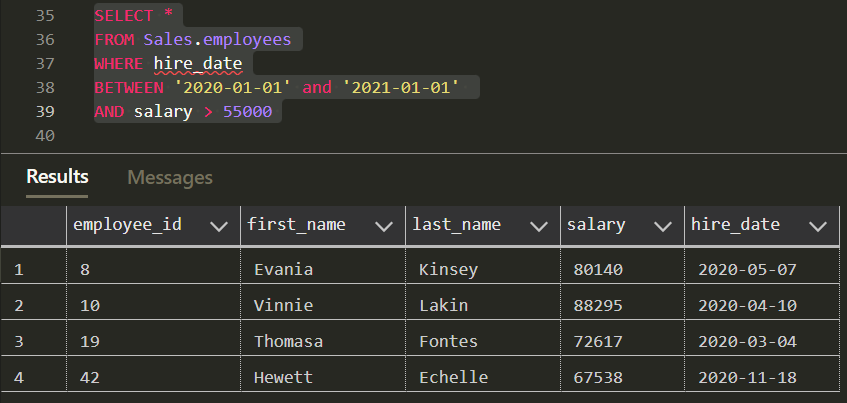 35 SELECT *
36 FROM Sales.employees
37 WHERE hire_date
38 BETWEEN '2020-01-01' and '2021-01-01'
39 AND salary > 55000
40
Results Messages
employee_id first_name last_name salary hire_date
1 8 Evania Kinsey 80140 2020-05-07
2 10 Vinnie Lakin 88295 2020-04-10
3 19 Thomasa Fontes 72617 2020-03-04
4 42 Hewett Echelle 67538 2020-11-18